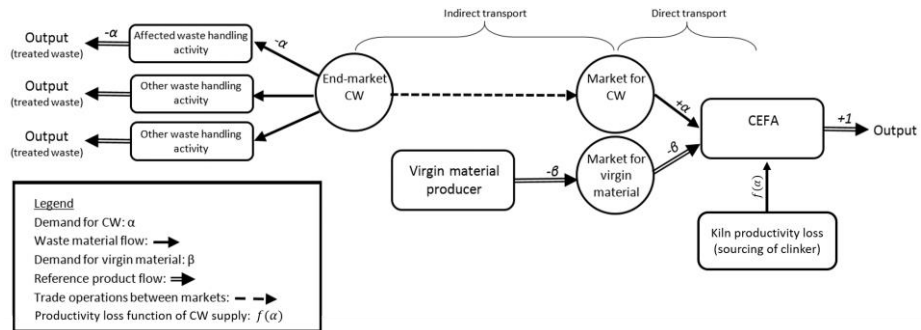 Indirect transport
Direct transport
Output
(treated waste)
-α
Affected waste handling
activity
-α
Output
(treated waste)
Other waste handling
activity
Output
(treated waste)
Other waste handling
activity
End-market
CW
Market for
CW
+α
CEFA
+1
Output
Virgin material
producer
-β
Market for
virgin
material
-β
f(α)
Kiln productivity loss
(sourcing of clinker)
Legend
Demand for CW: α
Waste material flow:
Demand for virgin material: β
Reference product flow:
Trade operations between markets:
Productivity loss function of CW supply: f(α)